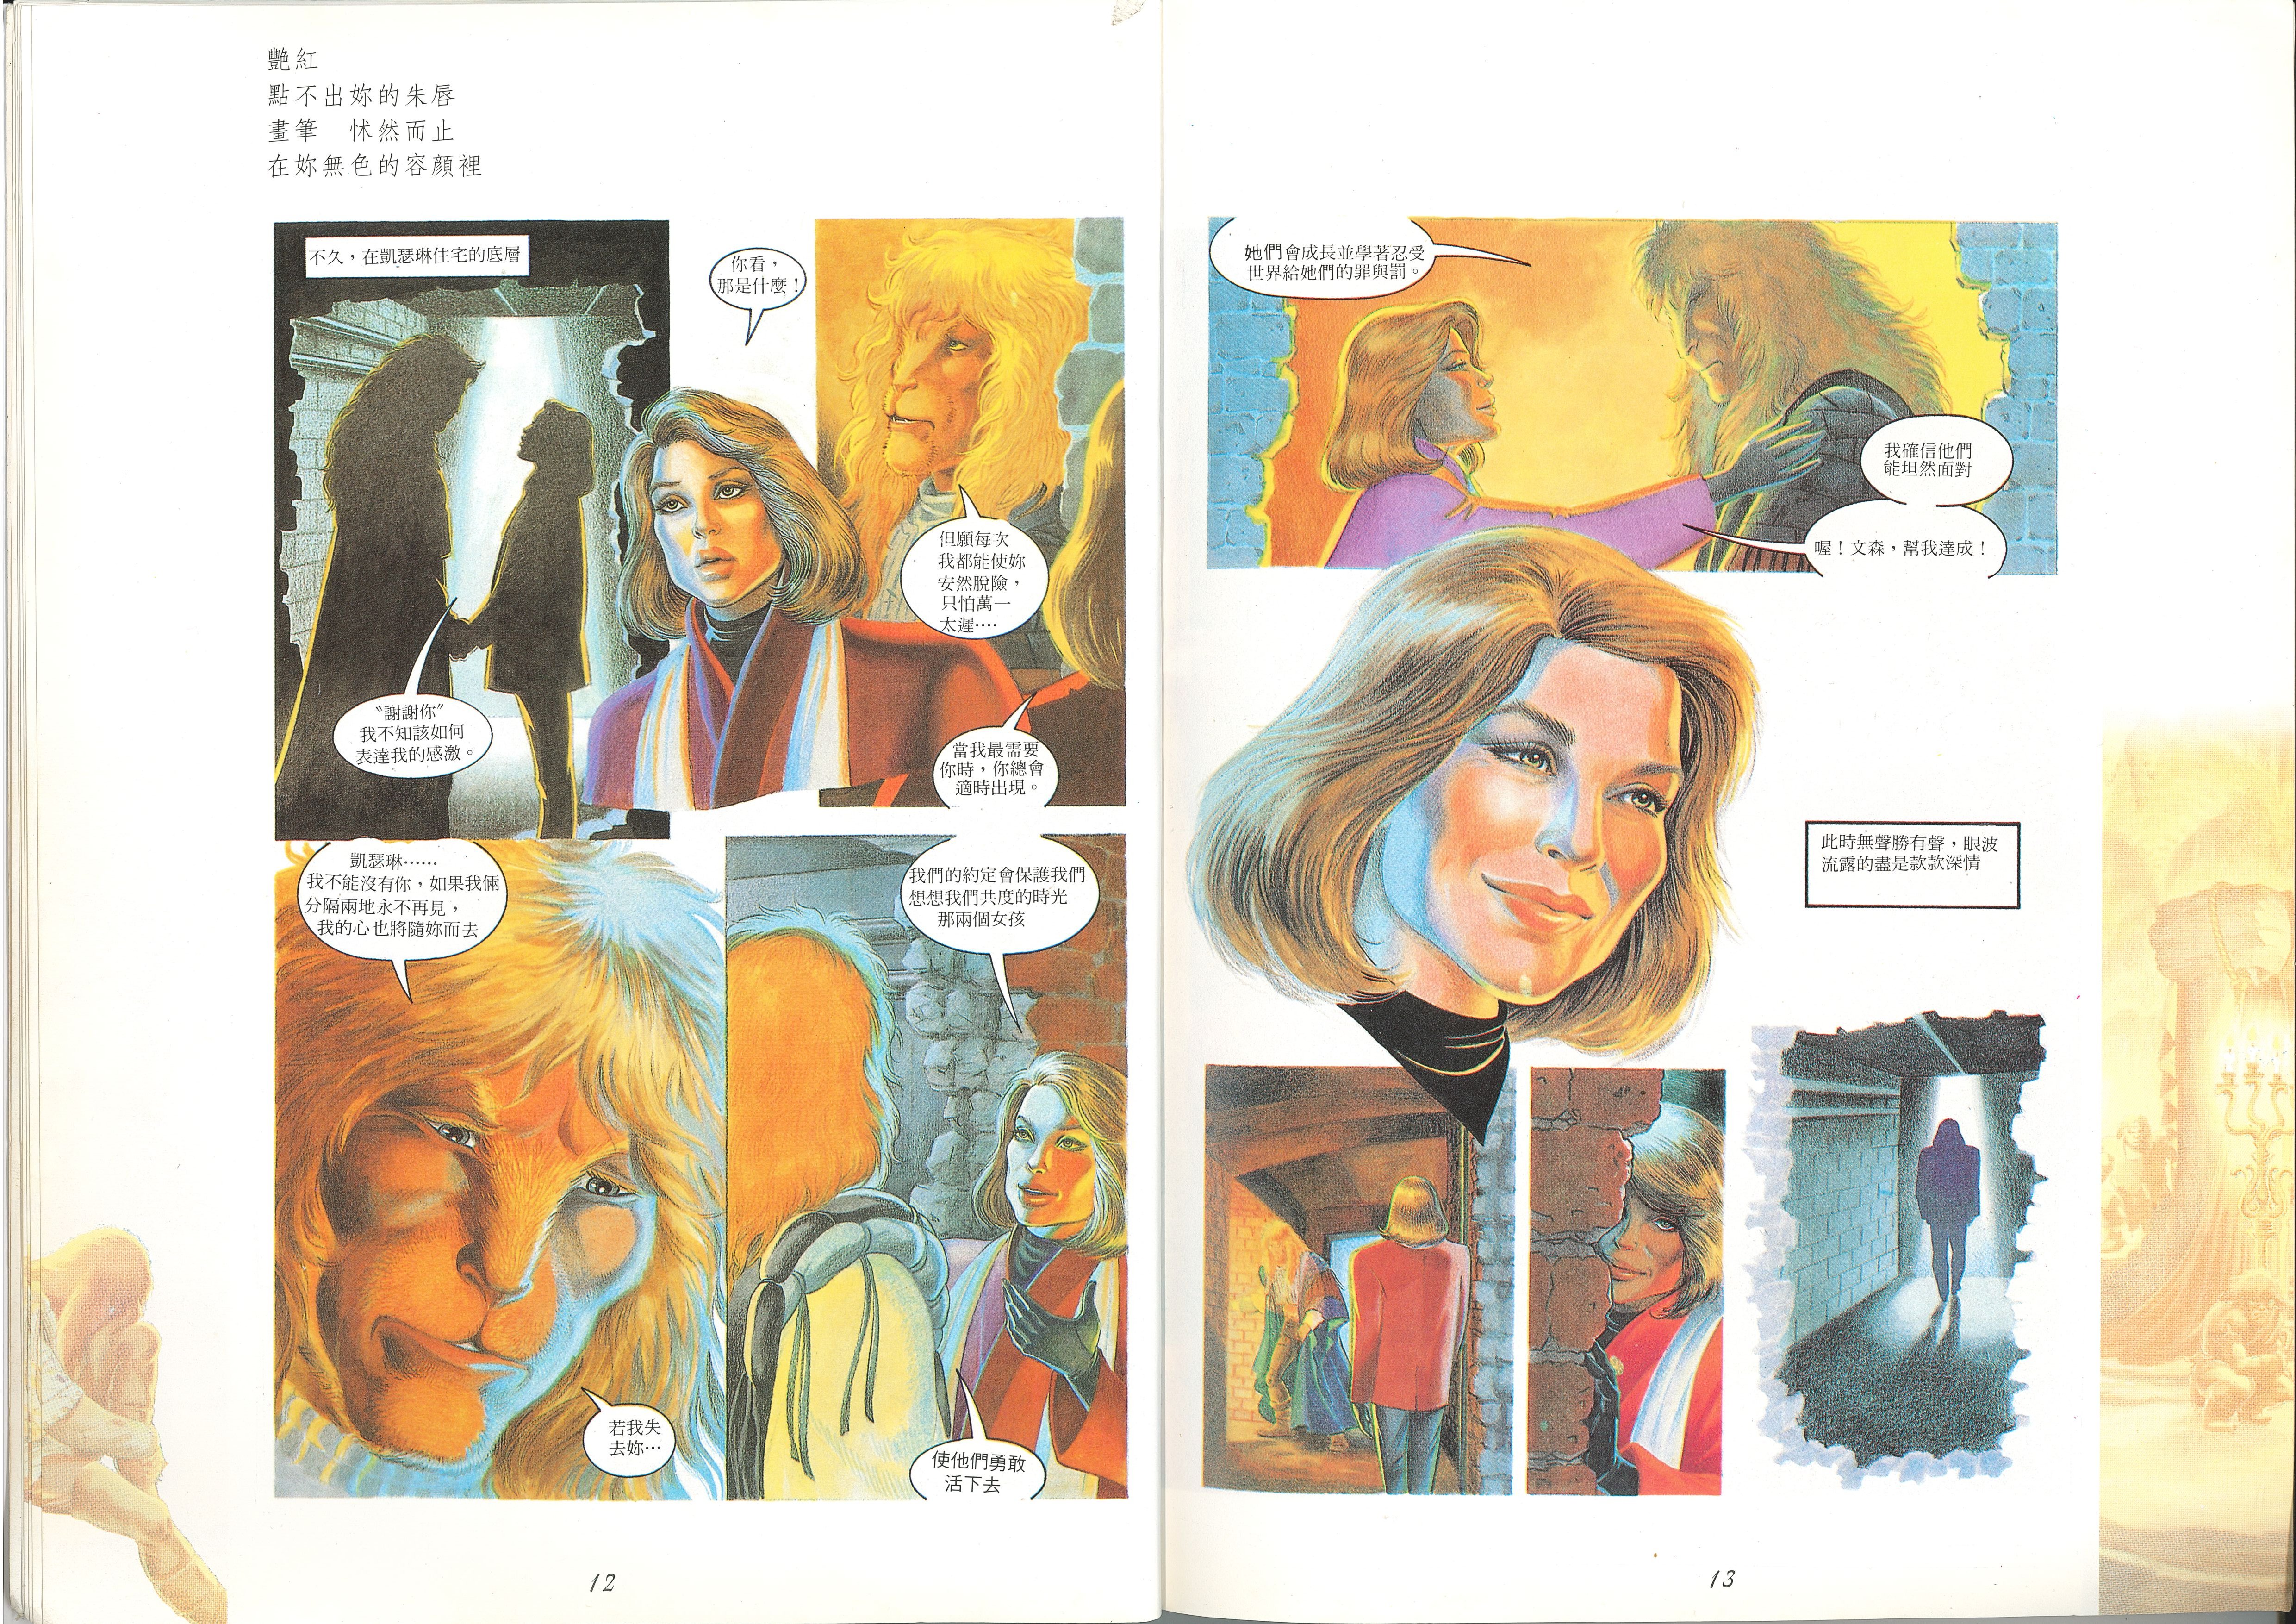 艷紅
點不出妳的朱唇
畫筆　怵然而止
在妳無色的容顏裡
不久，在凱瑟琳住宅的底層
〝謝謝你〞
我不知該如何
表達我的感激。
你看，
那是什麼！
但願每次
我都能使妳
安然脫險，
只怕萬一
太遲‥‥
當我最需要
你時，你總會
適時出現。
凱瑟琳‥‥‥
我不能沒有你，如果我倆
分隔兩地永不再見，
我的心也將隨妳而去
若我失
去妳‥‥
我們的約定會保護我們
想想我們共度的時光
那兩個女孩
使他們勇敢
活下去
12
她們會成長並學著忍受
世界給她們的罪與罰。
我確信他們
能坦然面對
喔！文森，幫我達成！
此時無聲勝有聲，眼波
流露的盡是款款深情
13